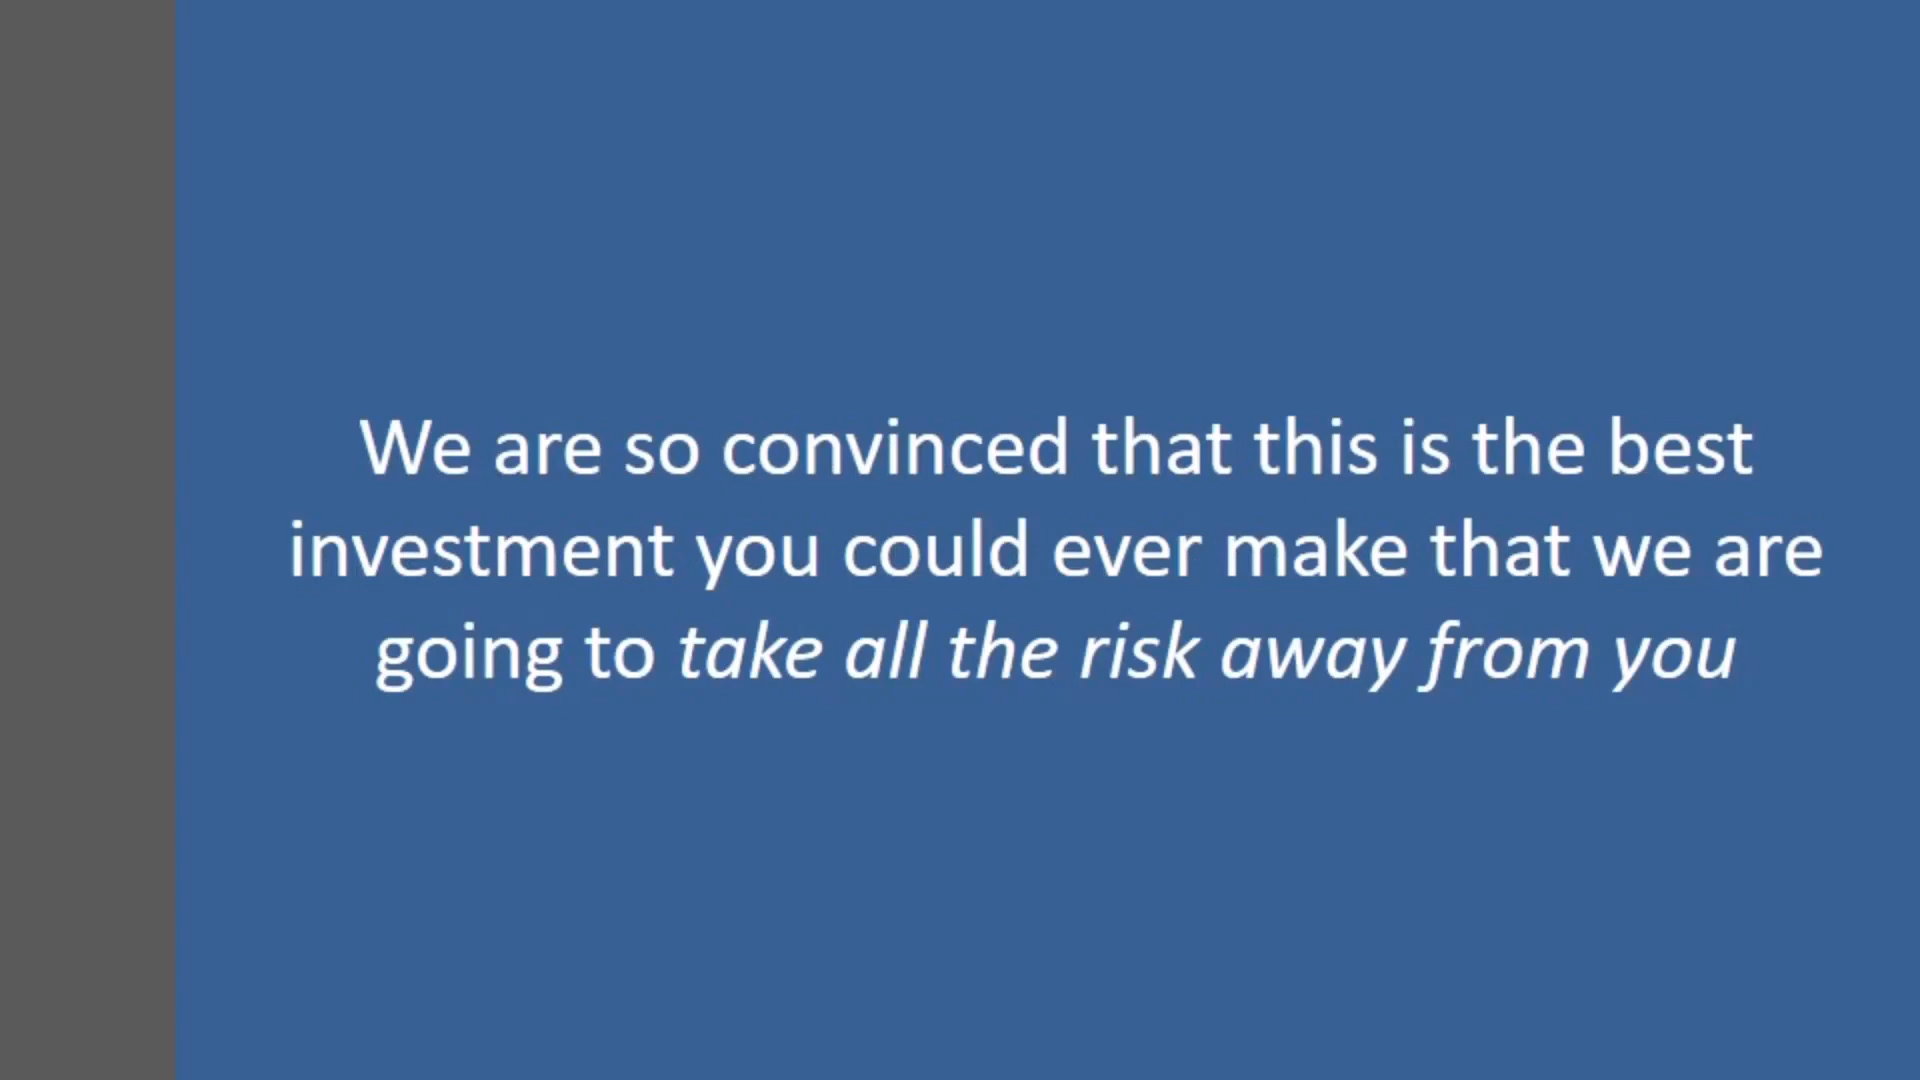 We are so convinced that this is the best
investment you could ever make that we are
going to take all the risk away from you